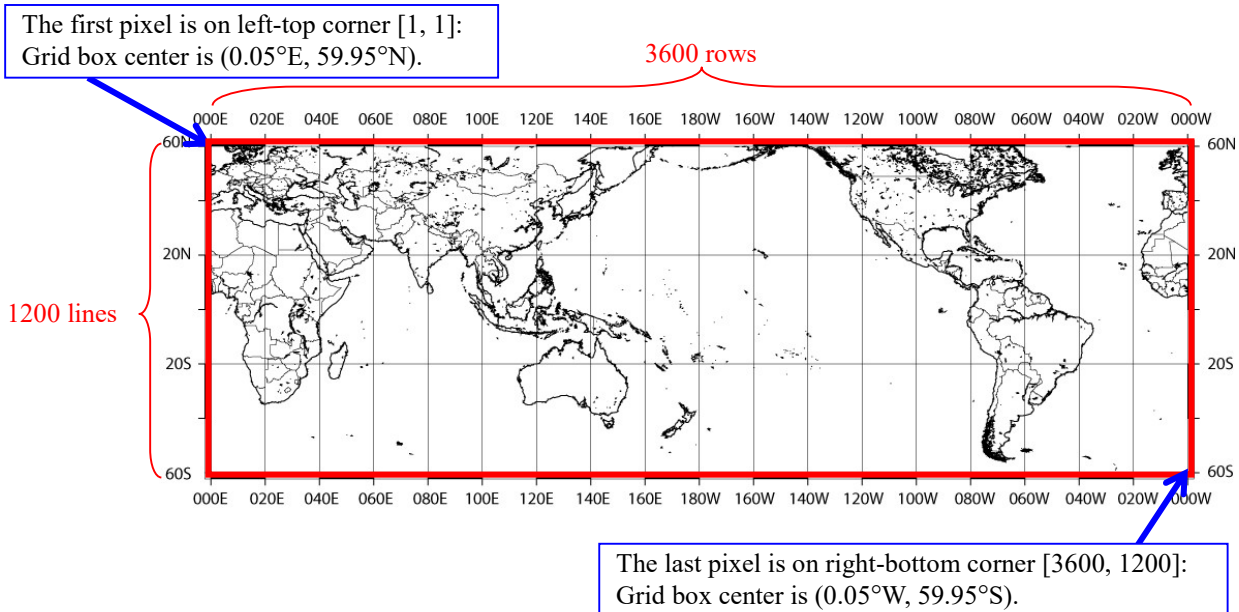 The first pixel is on left-top corner [1, 1]:
Grid box center is (0.05°E, 59.95°N).
3600 rows
000E 020E 040E 060E 080E 100E 120E 140E 160E 180E 160W 140W 120W 100W 080W 060W 040W 020W 000W
60N 60N
20N 20N
1200 lines
20S 20S
60S 60S
000E 020E 040E 060E 080E 100E 120E 140E 160E 180E 160W 140W 120W 100W 080W 060W 040W 020W 000W
The last pixel is on right-bottom corner [3600, 1200]:
Grid box center is (0.05°W, 59.95°S).